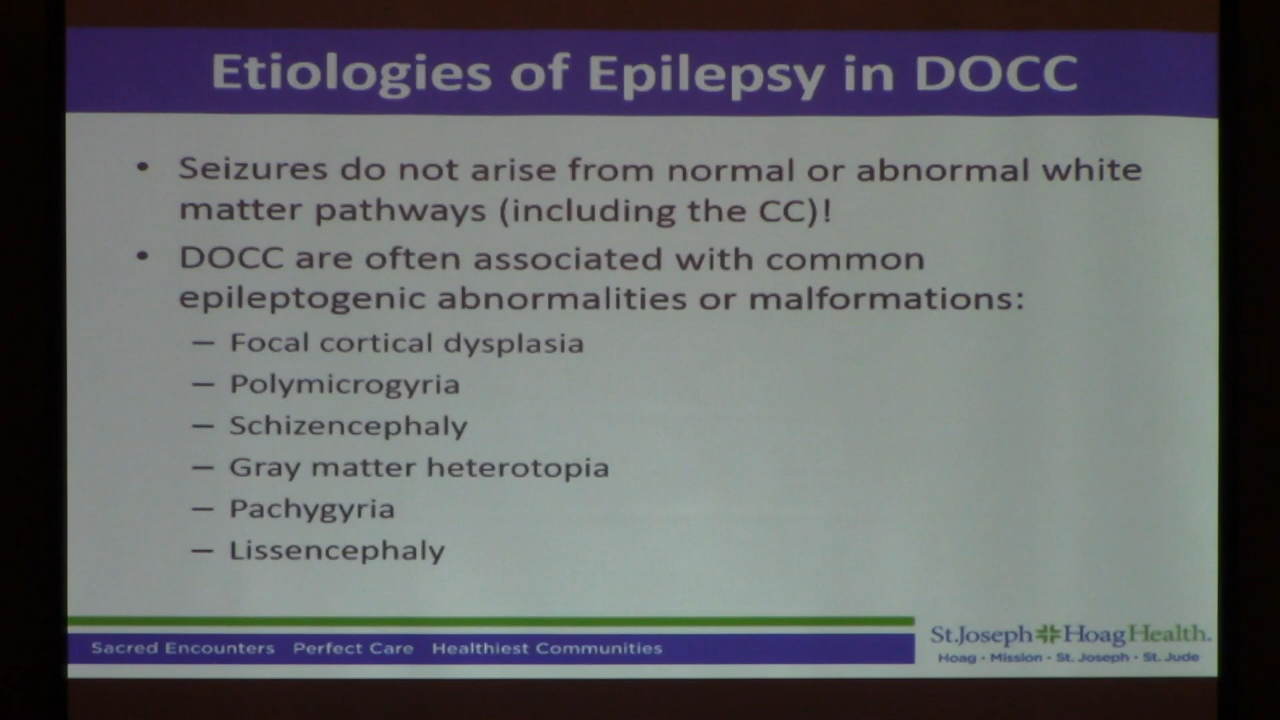 Etiologies of Epilepsy in DOCC
• Seizures do not arise from normal or abnormal white
matter pathways (including the CC)!
• DOCC are often associated with common
epileptogenic abnormalities or malformations:
– Focal cortical dysplasia
– Polymicrogyria
– Schizencephaly
– Gray matter heterotopia
– Pachygyria
– Lissencephaly
Sacred Encounters Perfect Care Healthiest Communities
St.Joseph HoagHealth.
Hoag · Mission · St. Joseph · St. Jude